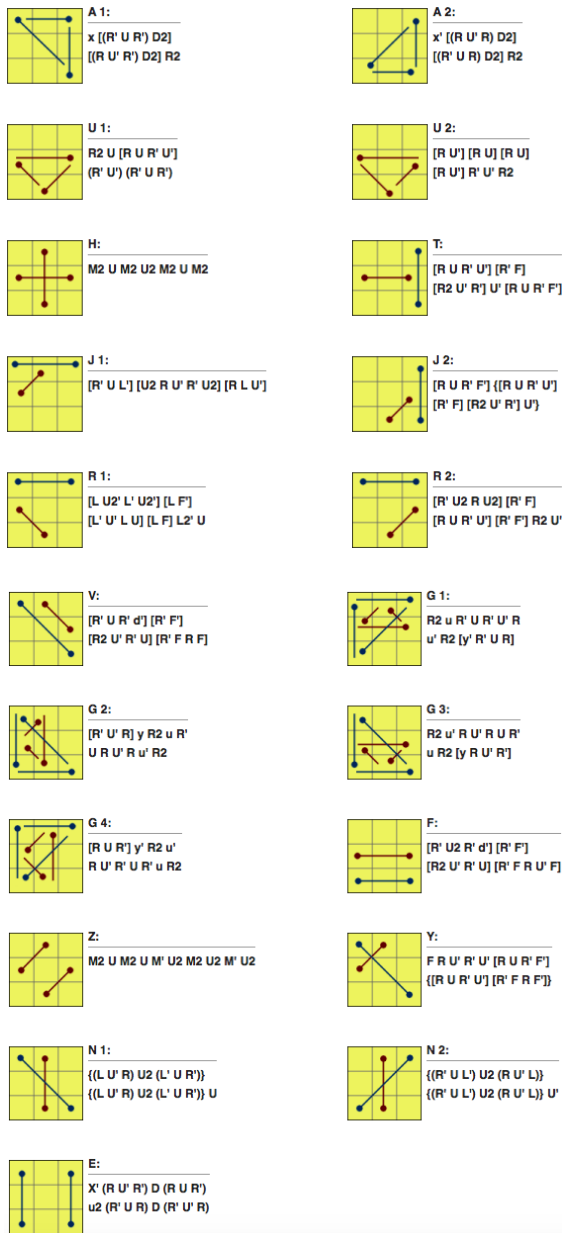 A 1:
x [(R' U R') D2]
[(R U' R') D2] R2
A 2:
x' [(R U' R) D2]
[(R' U R) D2] R2
U 1:
R2 U [R U R' U']
(R' U') (R' U R')
U 2:
[R U'] [R U] [R U]
[R U'] R' U' R2
H:
M2 U M2 U2 M2 U M2
T:
[R U R' U'] [R' F]
[R2 U' R'] U' [R U R' F']
J 1:
[R' U L'] [U2 R U' R' U2] [R L U']
J 2:
[R U R' F'] {[R U R' U']
[R' F] [R2 U' R'] U'}
R 1:
[L U2' L' U2'] [L F']
[L' U' L U] [L F] L2' U
R 2:
[R' U2 R U2] [R' F]
[R U R' U'] [R' F'] R2 U'
V:
[R' U R' d'] [R' F']
[R2 U' R' U] [R' F R F]
G 1:
R2 u R' U R' U' R
u' R2 [y' R' U R]
G 2:
[R' U' R] y R2 u R'
U R U' R u' R2
G 3:
R2 u' R U' R U R'
u R2 [y R U' R']
G 4:
[R U R'] y' R2 u'
R U' R' U R' u R2
F:
[R' U2 R' d'] [R' F']
[R2 U' R' U] [R' F R U' F]
Z:
M2 U M2 U M' U2 M2 U2 M' U2
Y:
F R U' R' U' [R U R' F']
{[R U R' U'] [R' F R F']}
N 1:
{(L U' R) U2 (L' U R')}
{(L U' R) U2 (L' U R')} U
N 2:
{(R' U L') U2 (R U' L)}
{(R' U L') U2 (R U' L)} U'
E:
X' (R U' R') D (R U R')
u2 (R' U R) D (R' U' R)